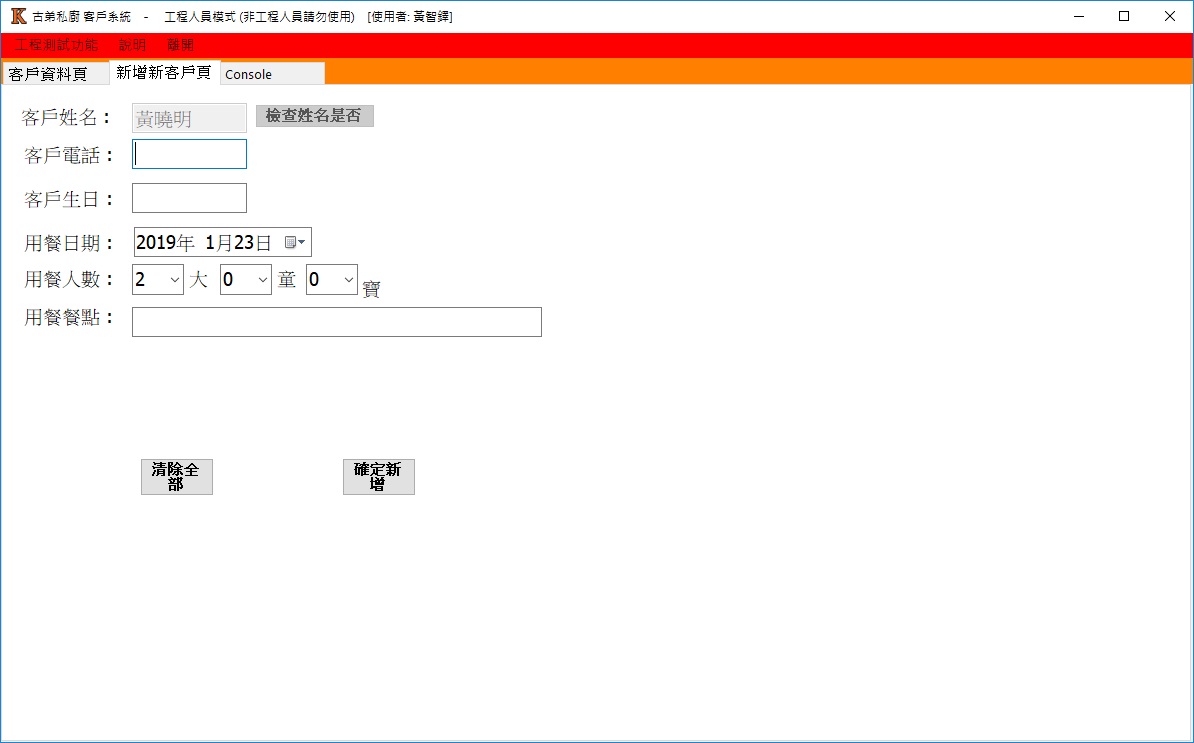 K 古弟私廚 客戶系統 - 工程人員模式 (非工程人員請勿使用) [使用者: 黃智鐸]
工程測試功能 說明 離開
客戶資料頁 新增新客戶頁 Console
客戶姓名： 黃曉明 檢查姓名是否
客戶電話：
客戶生日：
用餐日期： 2019年 1月23日
用餐人數： 2 大 0 童 0 寶
用餐餐點：
清除全
部
確定新
增